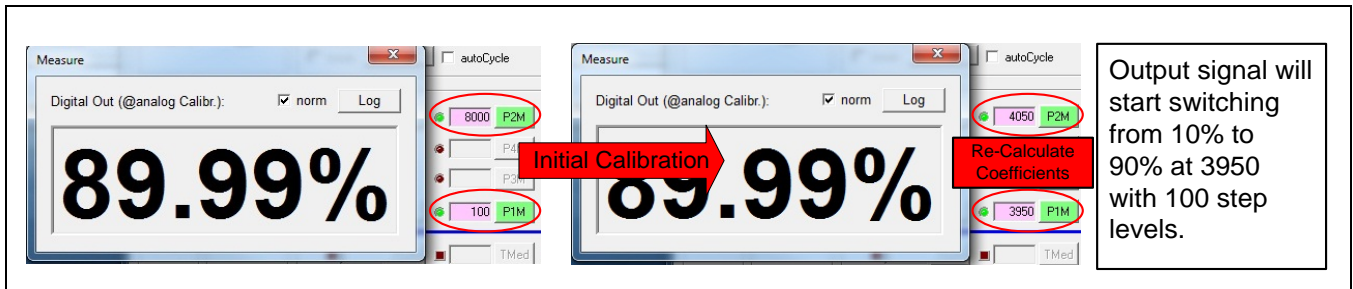 Measure
autoCycle
Digital Out (@analog Calibr.):
norm
Log
89.99%
8000 P2M
P3M
100 P1M
TMed
Initial Calibration
Measure
autoCycle
Digital Out (@analog Calibr.):
norm
Log
89.99%
4050 P2M
Re-Calculate
Coefficients
3950 P1M
TMed
Output signal will
start switching
from 10% to
90% at 3950
with 100 step
levels.